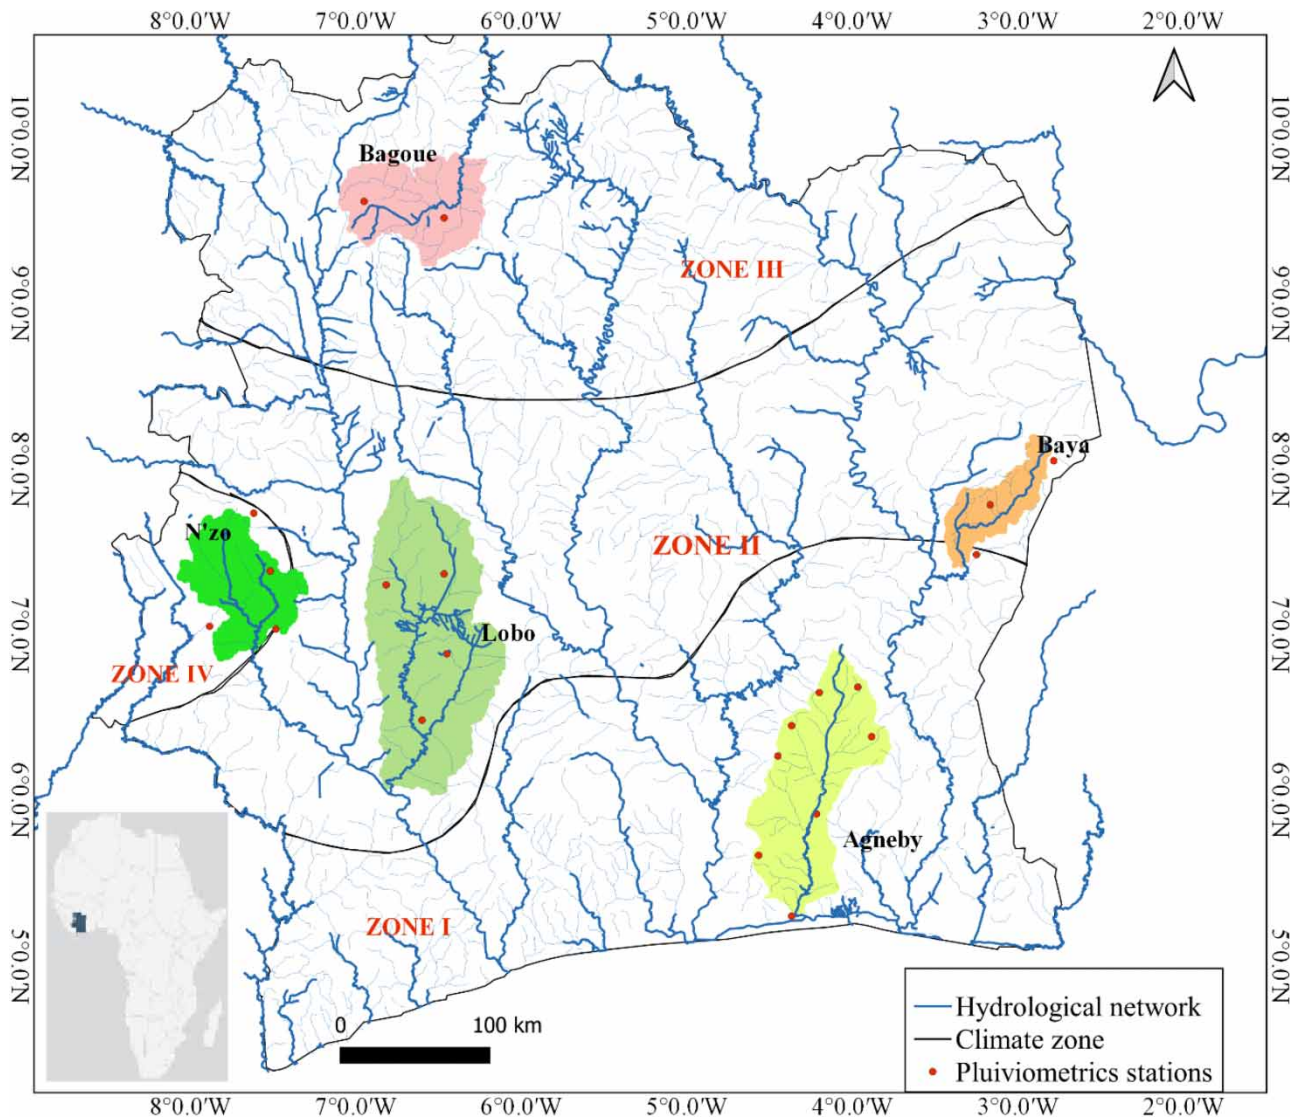 8°0.0'W 7°0.0'W 6°0.0'W 5°0.0'W 4°0.0'W 3°0.0'W 2°0.0'W
10°0.0'N
10°0.0'N
Bagoue
9°0.0'N
ZONE III
9°0.0'N
8°0.0'N
Baya
8°0.0'N
N'zo
ZONE II
7°0.0'N
Lobo
7°0.0'N
ZONE IV
6°0.0'N
6°0.0'N
Agneby
ZONE I
5°0.0'N
5°0.0'N
0 100 km
Hydrological network
Climate zone
Pluiviometrics stations
8°0.0'W 7°0.0'W 6°0.0'W 5°0.0'W 4°0.0'W 3°0.0'W 2°0.0'W